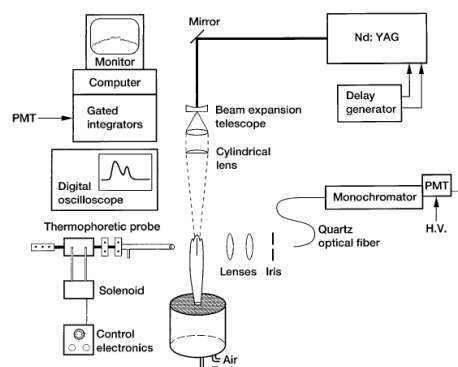 Mirror
Nd: YAG
Monitor
Computer
Gated
integrators
PMT
Beam expansion
telescope
Delay
generator
Cylindrical
lens
Digital
oscilloscope
Monochromator
PMT
H.V.
Quartz
optical fiber
Thermophoretic probe
Lenses
Iris
Solenoid
Control
electronics
Air